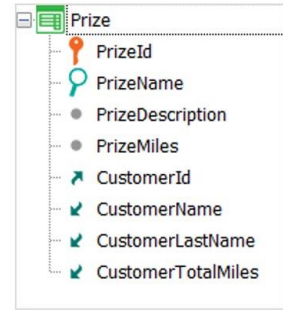 Prize
PrizeId
PrizeName
PrizeDescription
PrizeMiles
CustomerId
CustomerName
CustomerLastName
CustomerTotalMiles